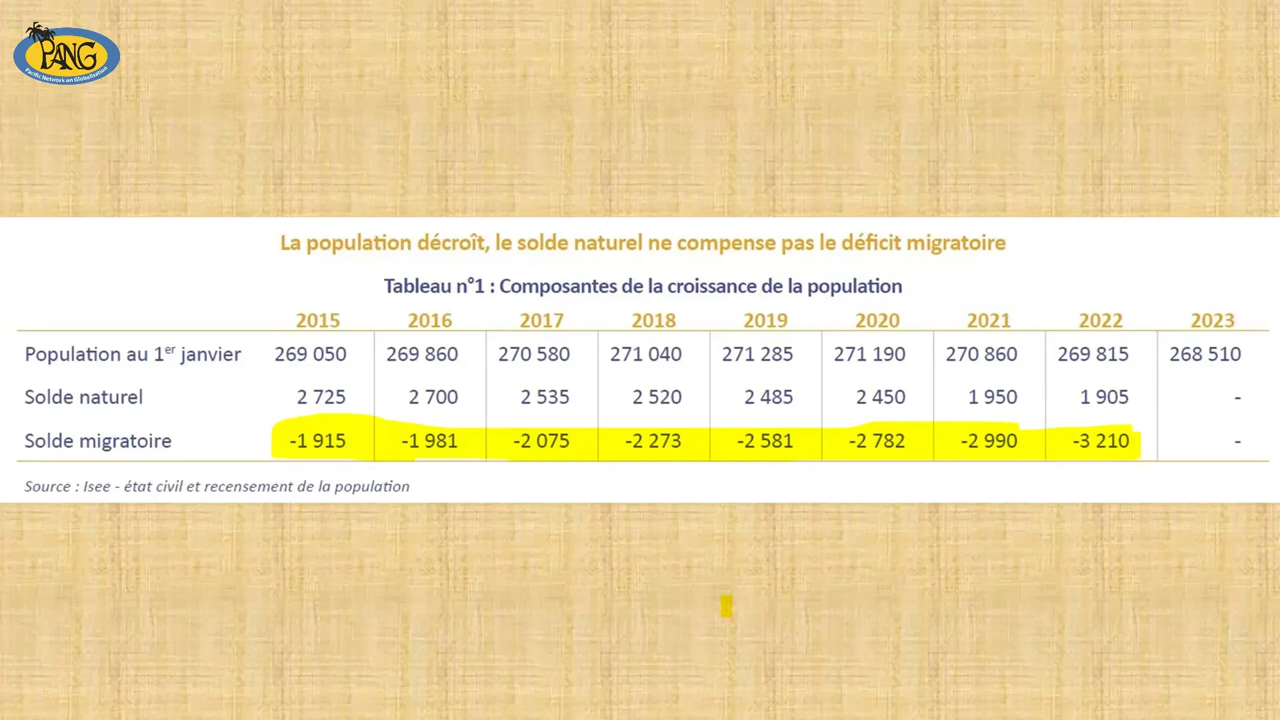 PANG
Pacific Network on Globalisation
La population décroît, le solde naturel ne compense pas le déficit migratoire
Tableau n°1 : Composantes de la croissance de la population
2015 2016 2017 2018 2019 2020 2021 2022 2023
Population au 1er janvier 269 050 269 860 270 580 271 040 271 285 271 190 270 860 269 815 268 510
Solde naturel 2 725 2 700 2 535 2 520 2 485 2 450 1 950 1 905 -
Solde migratoire -1 915 -1 981 -2 075 -2 273 -2 581 -2 782 -2 990 -3 210 -
Source : Isee - état civil et recensement de la population